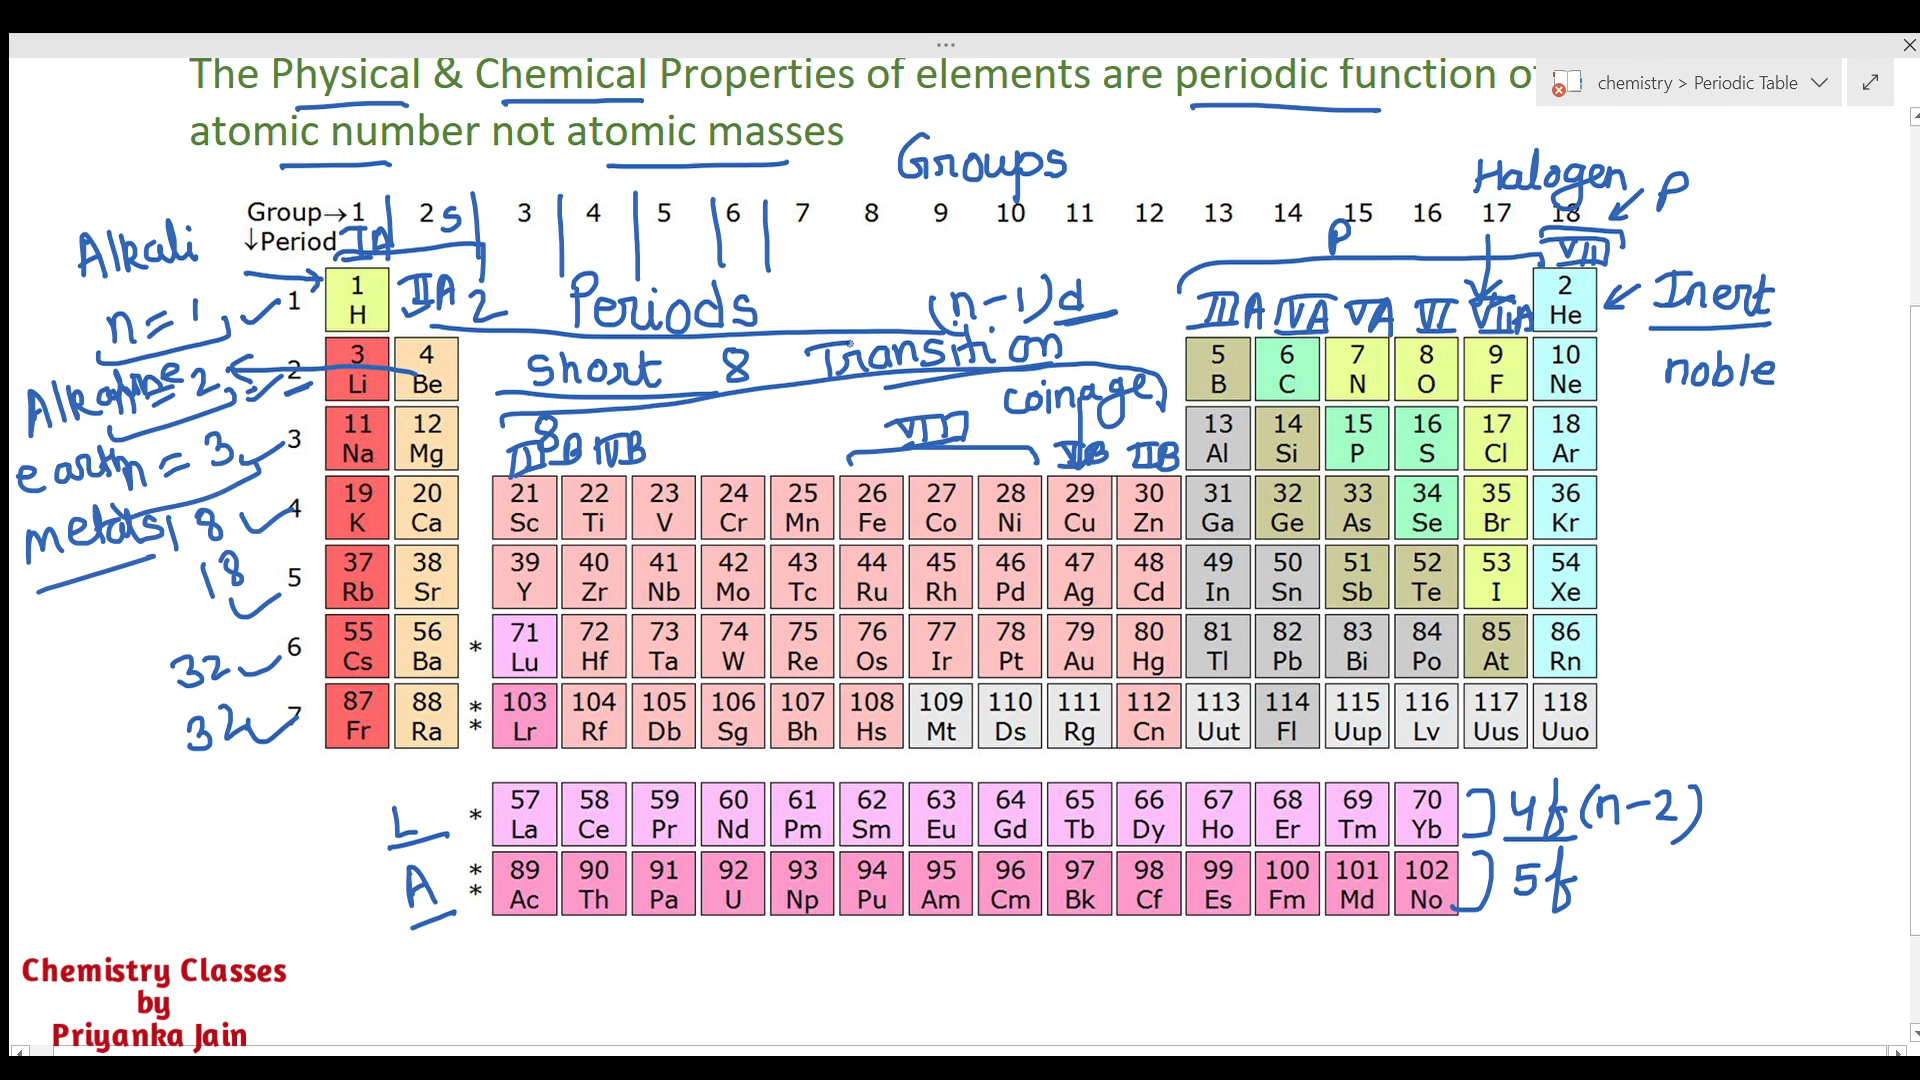 The Physical & Chemical Properties of elements are periodic function o
atomic number not atomic masses
chemistry > Periodic Table
Groups
Halogen
P
Group→1 2 3 4 5 6 7 8 9 10 11 12 13 14 15 16 17 18
↓Period
S
P
Alkali
IA
IIA
IIIA IVA VA VI VIIA
VIII
1 2
1 H He
n = 1
2 Periods (n-1)d
Inert
noble
3 4 5 6 7 8 9 10
2 Li Be B C N O F Ne
n = 2
short 8 Transition
coinage
Alkaline
earth
metals
11 12 13 14 15 16 17 18
3 Na Mg Al Si P S Cl Ar
n = 3
8
IIIB IVB VIII IB IIB
19 20 21 22 23 24 25 26 27 28 29 30 31 32 33 34 35 36
4 K Ca Sc Ti V Cr Mn Fe Co Ni Cu Zn Ga Ge As Se Br Kr
18
37 38 39 40 41 42 43 44 45 46 47 48 49 50 51 52 53 54
5 Rb Sr Y Zr Nb Mo Tc Ru Rh Pd Ag Cd In Sn Sb Te I Xe
18
55 56 71 72 73 74 75 76 77 78 79 80 81 82 83 84 85 86
6 Cs Ba * Lu Hf Ta W Re Os Ir Pt Au Hg Tl Pb Bi Po At Rn
32
87 88 103 104 105 106 107 108 109 110 111 112 113 114 115 116 117 118
7 Fr Ra ** Lr Rf Db Sg Bh Hs Mt Ds Rg Cn Uut Fl Uup Lv Uus Uuo
32
57 58 59 60 61 62 63 64 65 66 67 68 69 70
L * La Ce Pr Nd Pm Sm Eu Gd Tb Dy Ho Er Tm Yb 4f (n-2)
89 90 91 92 93 94 95 96 97 98 99 100 101 102
A ** Ac Th Pa U Np Pu Am Cm Bk Cf Es Fm Md No 5f
Chemistry Classes
by
Priyanka Jain